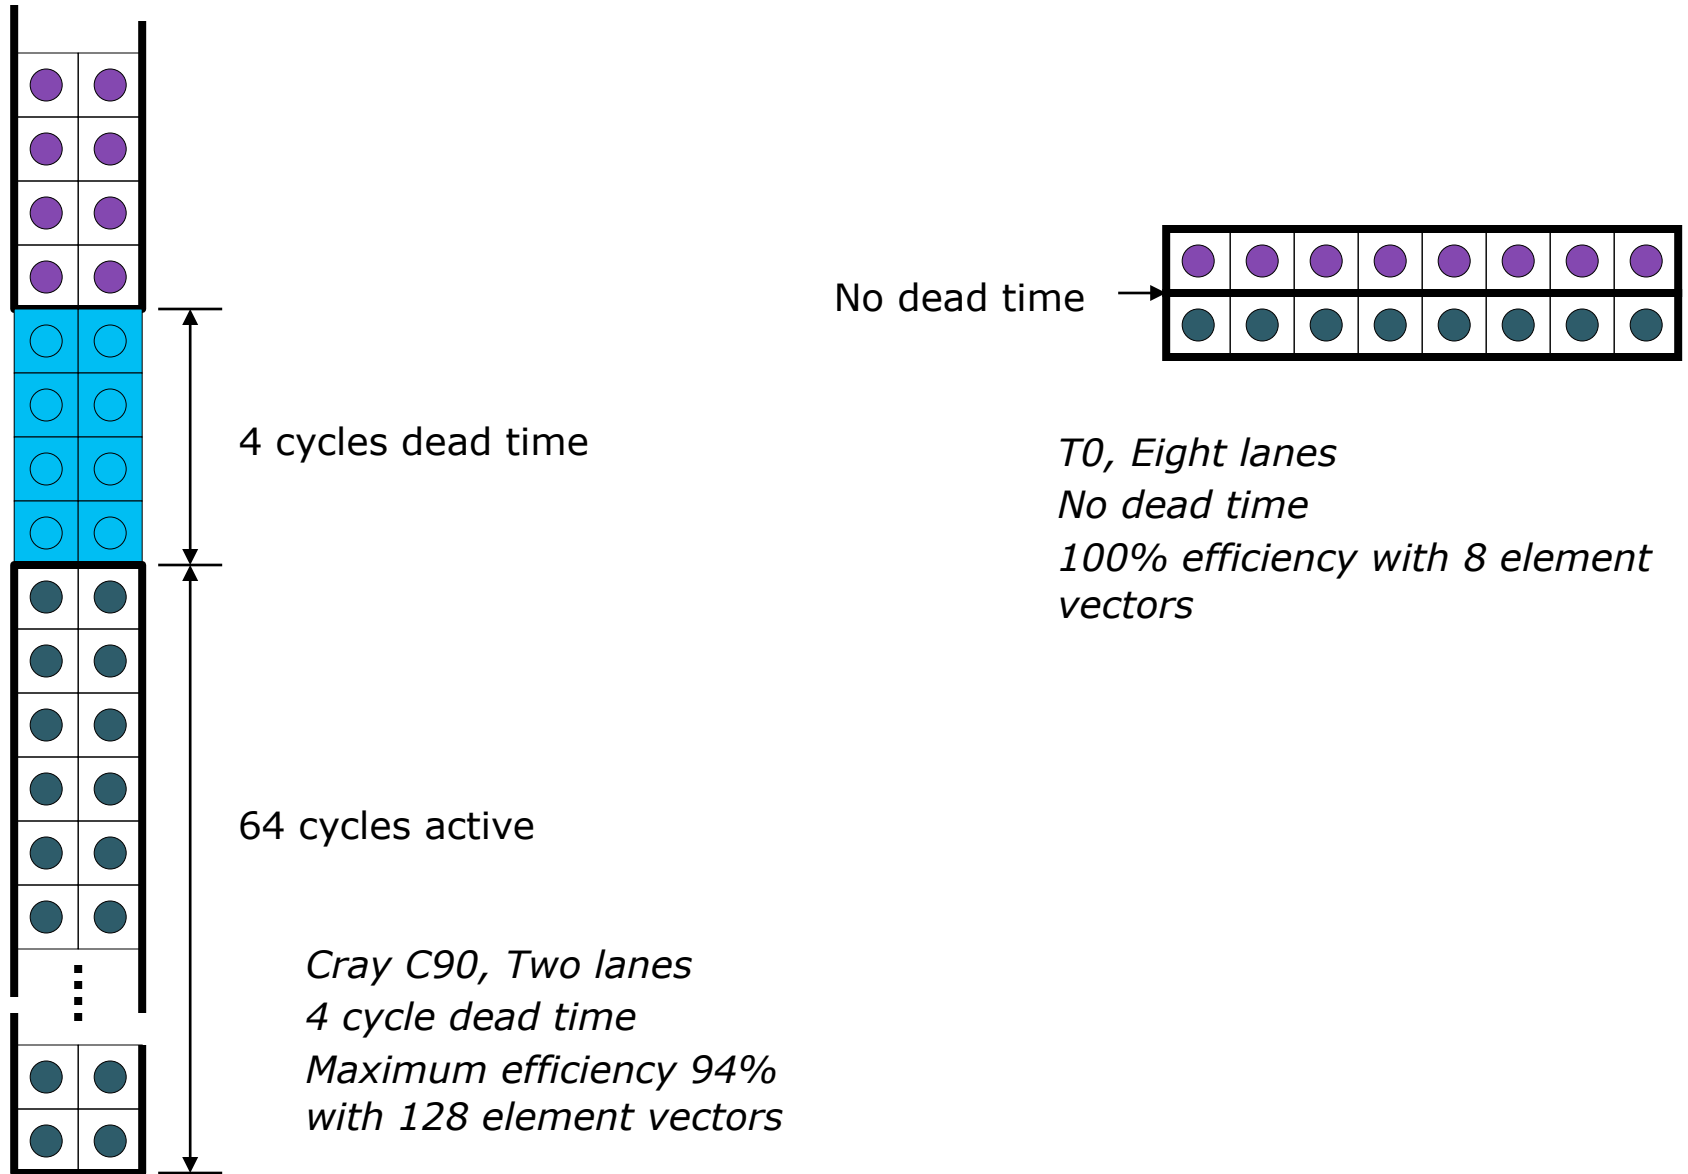 No dead time
4 cycles dead time
T0, Eight lanes
No dead time
100% efficiency with 8 element
vectors
64 cycles active
Cray C90, Two lanes
4 cycle dead time
Maximum efficiency 94%
with 128 element vectors